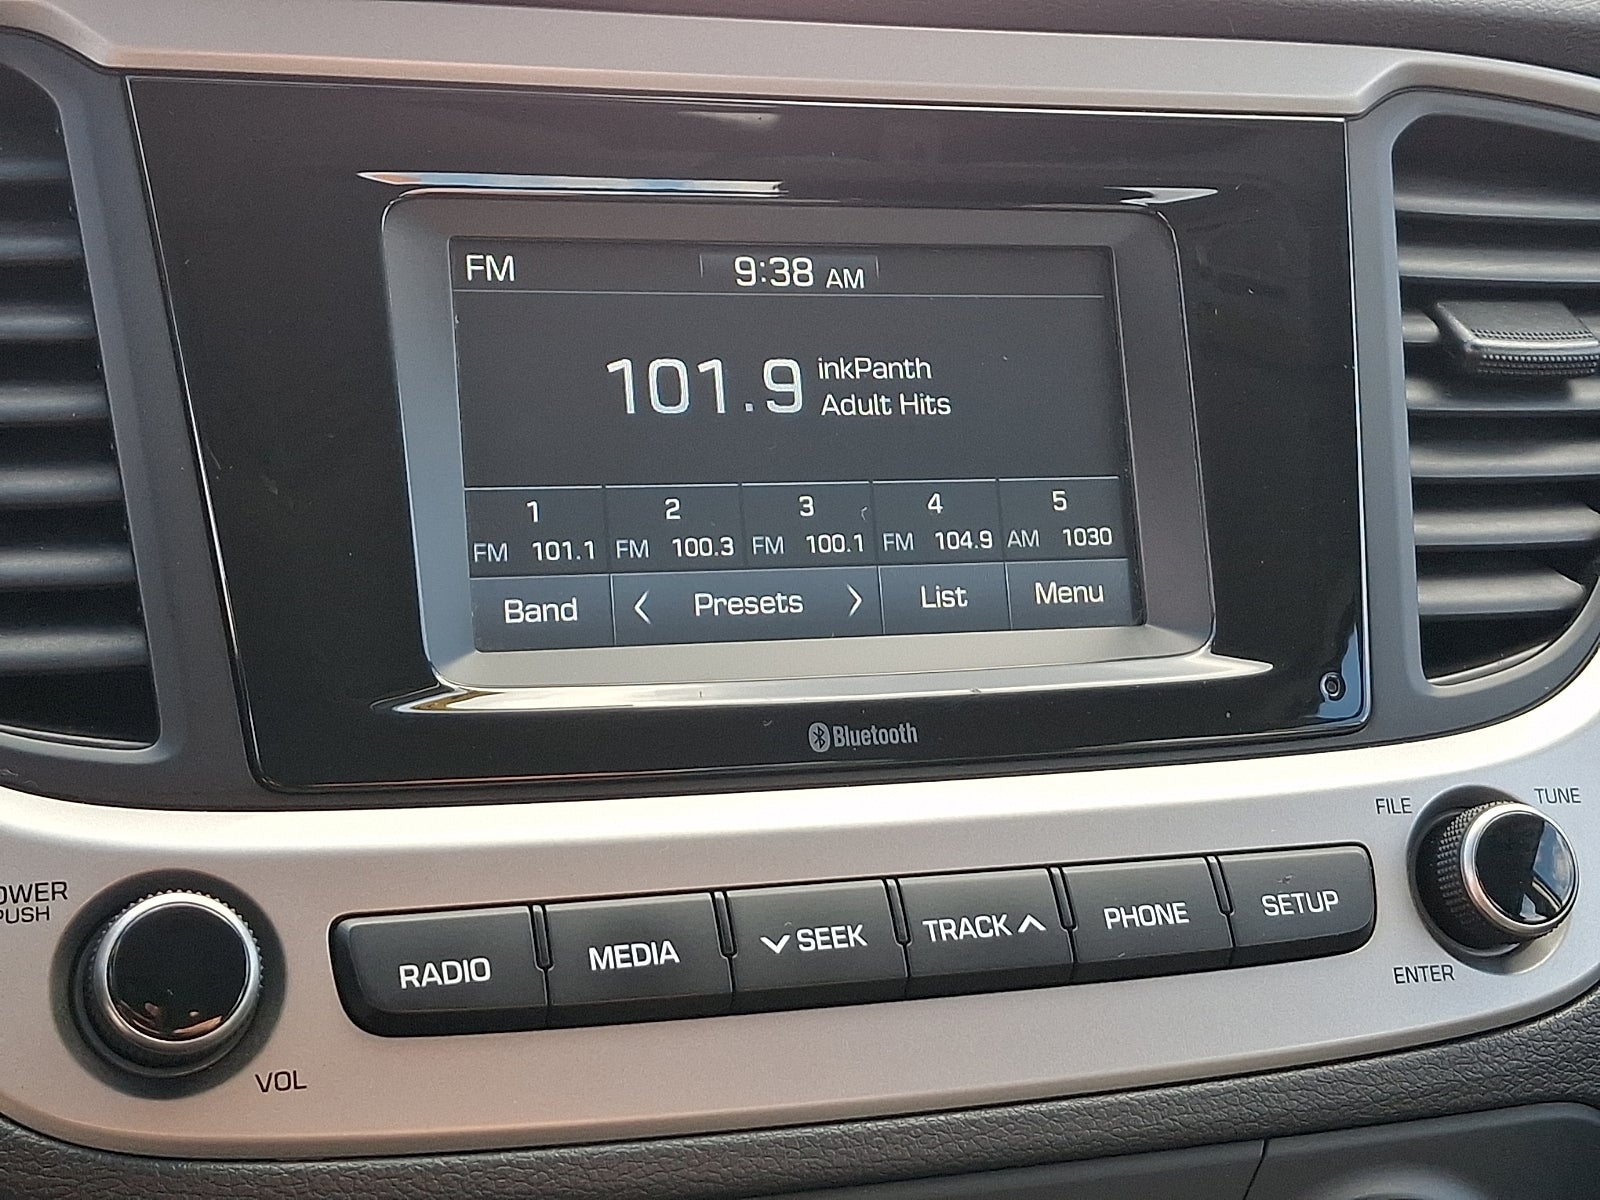 FM 9:38 AM
101.9 inkPanth
Adult Hits
1 2 3 4 5
FM 101.1 FM 100.3 FM 100.1 FM 104.9 AM 1030
Band < Presets > List Menu
Bluetooth
FILE TUNE
OWER
PUSH
RADIO MEDIA SEEK TRACK PHONE SETUP
ENTER
VOL